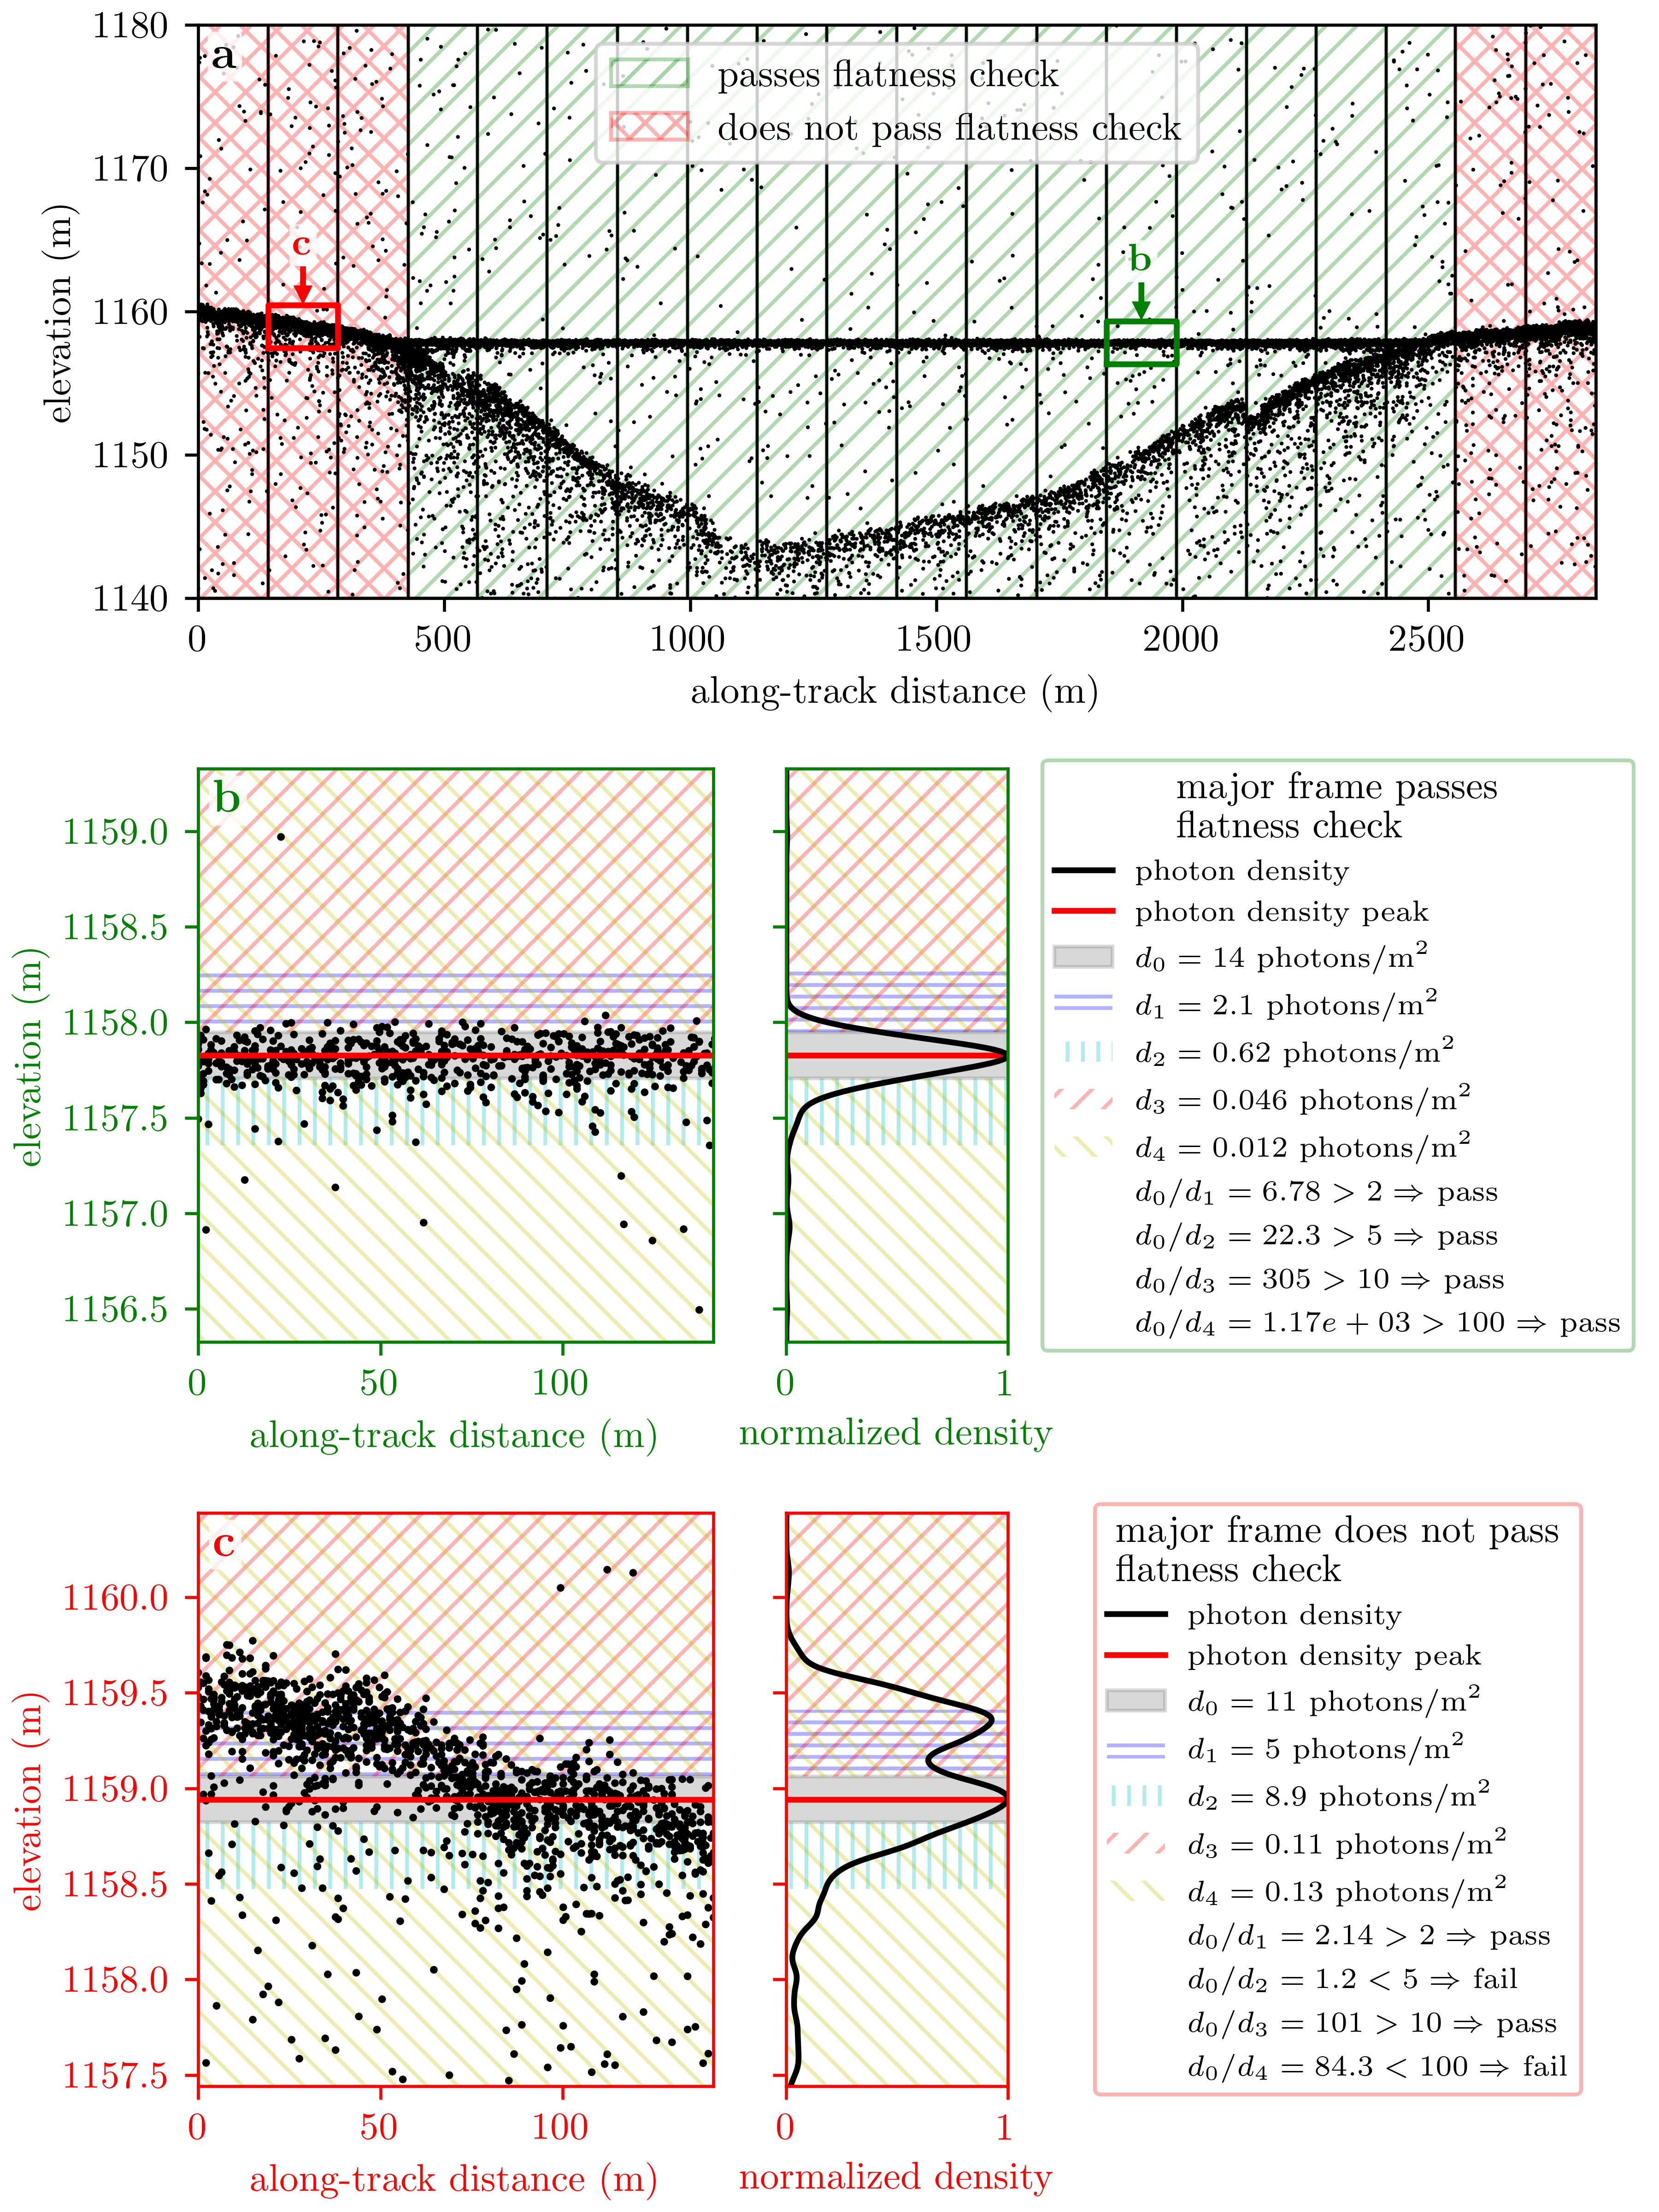 a
passes flatness check
does not pass flatness check
c
b
1180
1170
1160
1150
1140
elevation (m)
0 500 1000 1500 2000 2500
along-track distance (m)
b
1159.0
1158.5
1158.0
1157.5
1157.0
1156.5
elevation (m)
0 50 100
along-track distance (m)
0 1
normalized density
major frame passes
flatness check
photon density
photon density peak
d₀ = 14 photons/m²
d₁ = 2.1 photons/m²
d₂ = 0.62 photons/m²
d₃ = 0.046 photons/m²
d₄ = 0.012 photons/m²
d₀/d₁ = 6.78 > 2 ⇒ pass
d₀/d₂ = 22.3 > 5 ⇒ pass
d₀/d₃ = 305 > 10 ⇒ pass
d₀/d₄ = 1.17e + 03 > 100 ⇒ pass
c
1160.0
1159.5
1159.0
1158.5
1158.0
1157.5
elevation (m)
0 50 100
along-track distance (m)
0 1
normalized density
major frame does not pass
flatness check
photon density
photon density peak
d₀ = 11 photons/m²
d₁ = 5 photons/m²
d₂ = 8.9 photons/m²
d₃ = 0.11 photons/m²
d₄ = 0.13 photons/m²
d₀/d₁ = 2.14 > 2 ⇒ pass
d₀/d₂ = 1.2 < 5 ⇒ fail
d₀/d₃ = 101 > 10 ⇒ pass
d₀/d₄ = 84.3 < 100 ⇒ fail